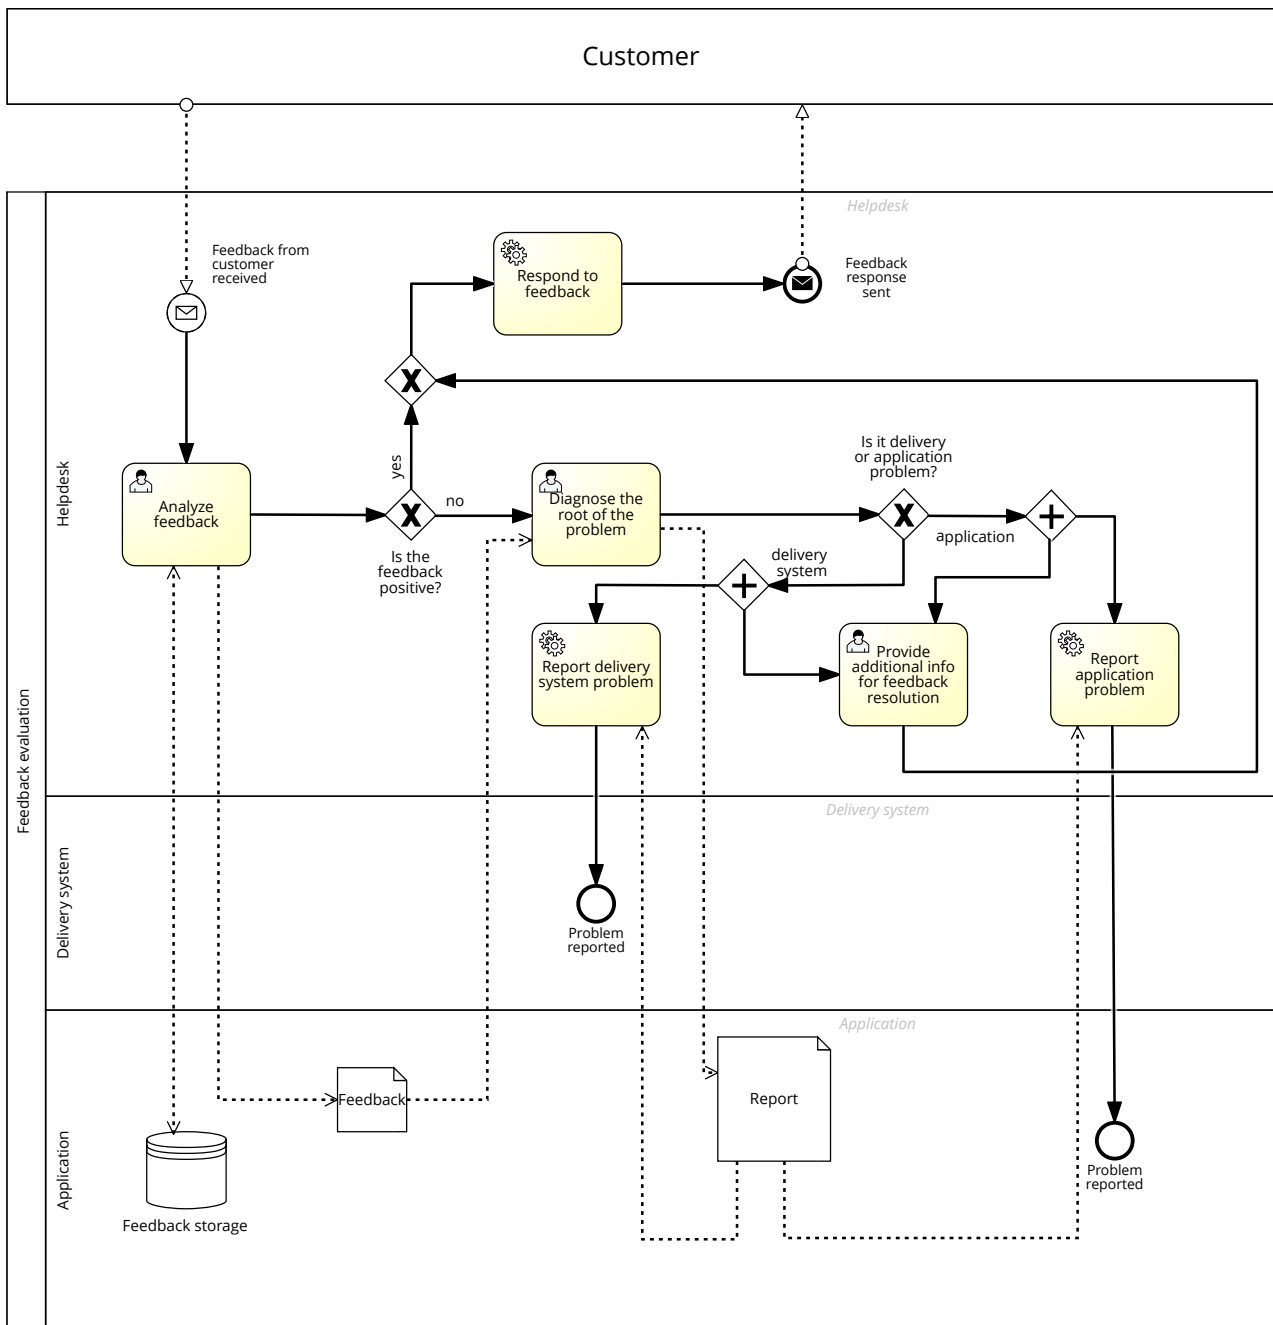 Customer
Helpdesk
Feedback from
customer
received
Respond to
feedback
Feedback
response
sent
yes
no
Analyze
feedback
Is the
feedback
positive?
Diagnose the
root of the
problem
Is it delivery
or application
problem?
application
delivery
system
Report delivery
system problem
Provide
additional info
for feedback
resolution
Report
application
problem
Helpdesk
Feedback evaluation
Delivery system
Delivery system
Problem
reported
Application
Application
Feedback
Report
Feedback storage
Problem
reported